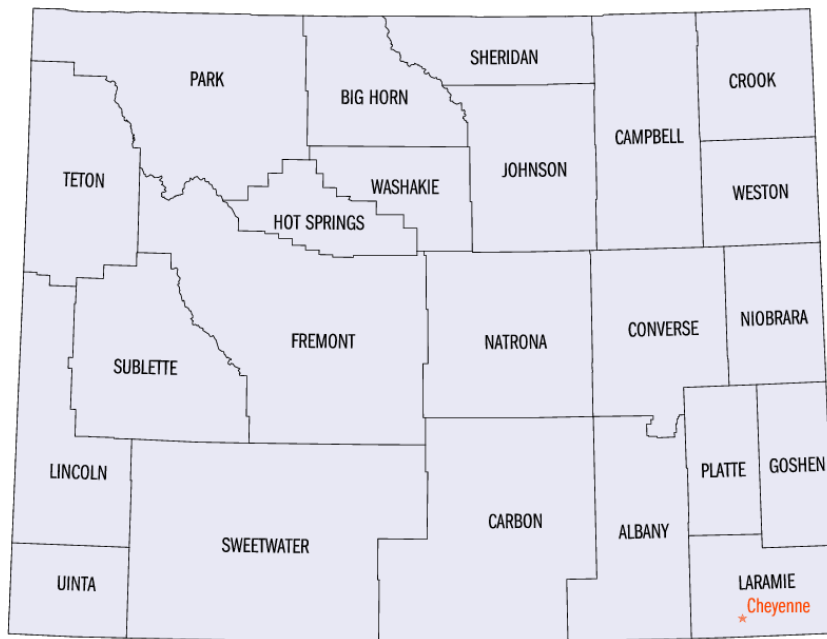 SHERIDAN
PARK
CROOK
BIG HORN
CAMPBELL
JOHNSON
TETON
WASHAKIE
WESTON
HOT SPRINGS
NIOBRARA
CONVERSE
FREMONT
NATRONA
SUBLETTE
GOSHEN
PLATTE
LINCOLN
CARBON
ALBANY
SWEETWATER
UINTA
LARAMIE
Cheyenne